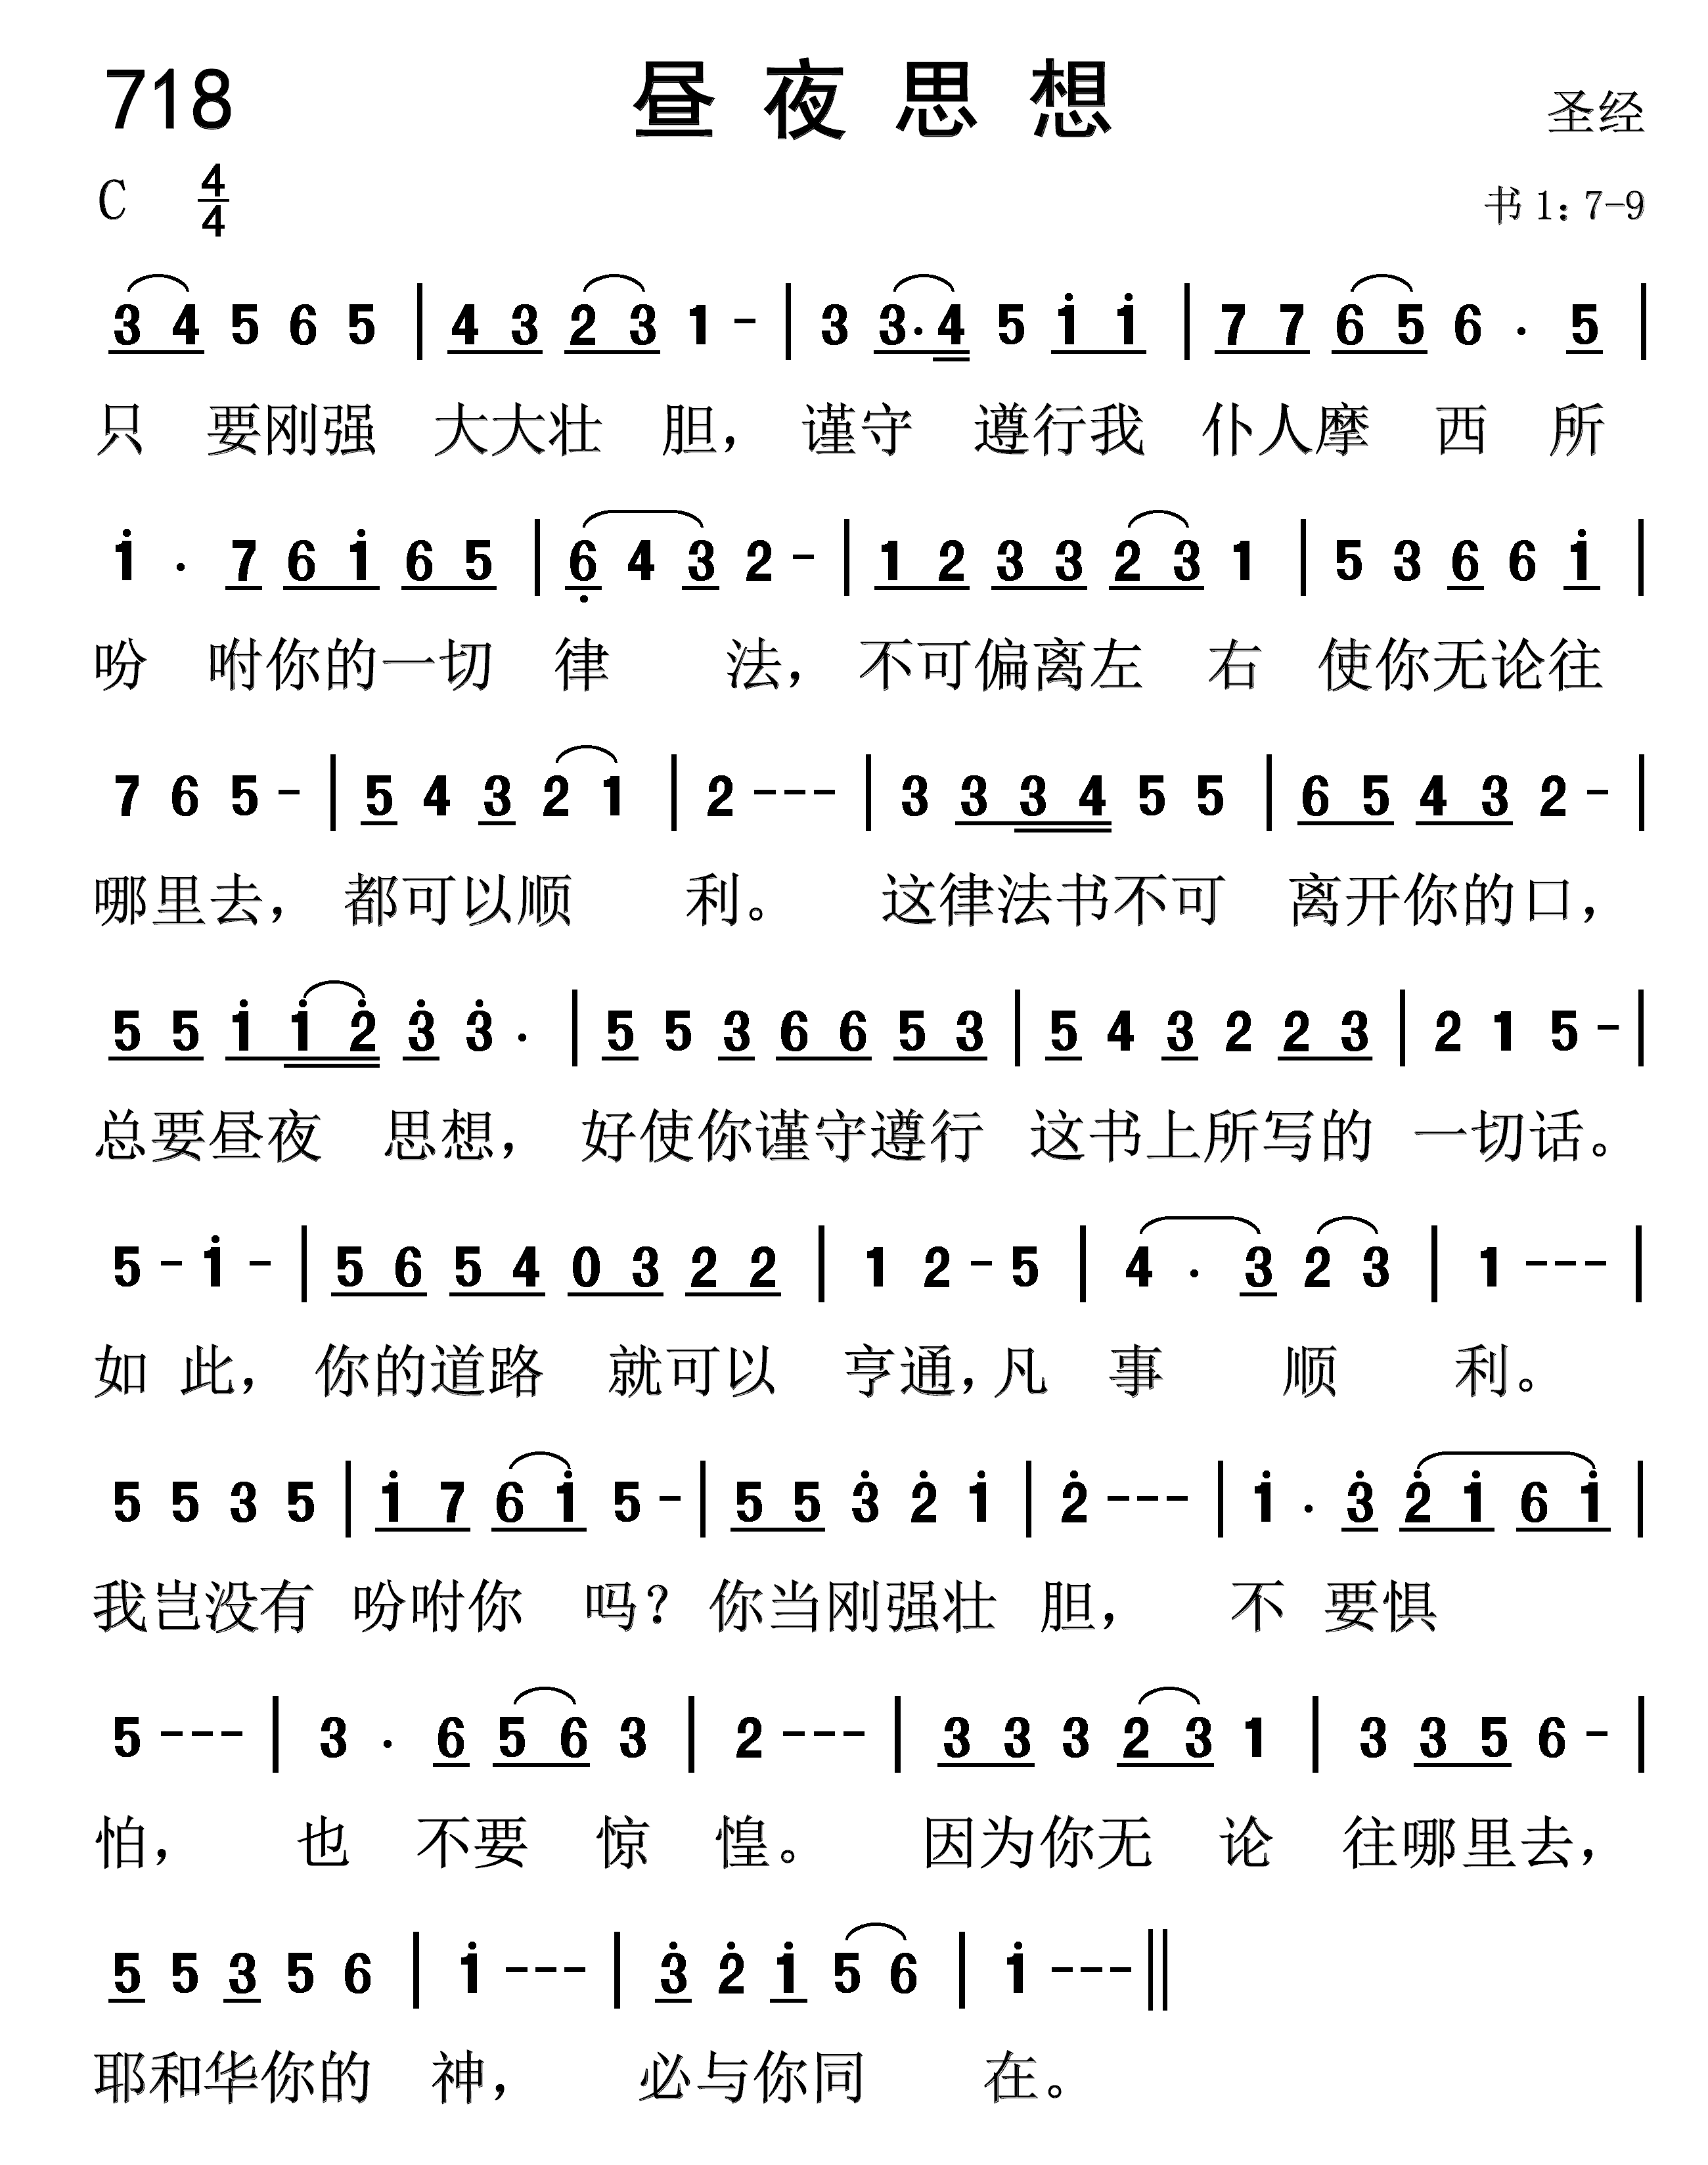 718 昼夜思想 圣经
C 4/4 书 1: 7-9
3 4 5 6 5 | 4 3 2 3 1 - | 3 3· 4 5 i i | 7 7 6 5 6 · 5 |
只 要刚强 大大壮 胆， 谨守 遵行我 仆人摩 西 所
i · 7 6 i 6 5 | 6̣ 4 3 2 - | 1 2 3 3 2 3 1 | 5 3 6 6 i |
吩 咐你的一切 律 法， 不可偏离左 右 使你无论往
7 6 5 - | 5 4 3 2 1 | 2 - - - | 3 3 3 4 5 5 | 6 5 4 3 2 - |
哪里去， 都可以顺 利。 这律法书不可 离开你的口，
5 5 i i 2̇ 3̇ 3̇ · | 5 5 3 6 6 5 3 | 5 4 3 2 2 3 | 2 1 5 - |
总要昼夜 思想， 好使你谨守遵行 这书上所写的 一切话。
5 - i - | 5 6 5 4 0 3 2 2 | 1 2 - 5 | 4 · 3 2 3 | 1 - - - |
如 此， 你的道路 就可以 亨通，凡 事 顺 利。
5 5 3 5 | i 7 6 i 5 - | 5 5 3̇ 2̇ i | 2̇ - - - | i · 3̇ 2̇ i 6 i |
我岂没有 吩咐你 吗？ 你当刚强壮 胆， 不 要惧
5 - - - | 3 · 6 5 6 3 | 2 - - - | 3 3 3 2 3 1 | 3 3 5 6 - |
怕， 也 不要 惊 惶。 因为你无 论 往哪里去，
5 5 3 5 6 | i - - - | 3̇ 2̇ i 5 6 | i - - - ||
耶和华你的 神， 必与你同 在。